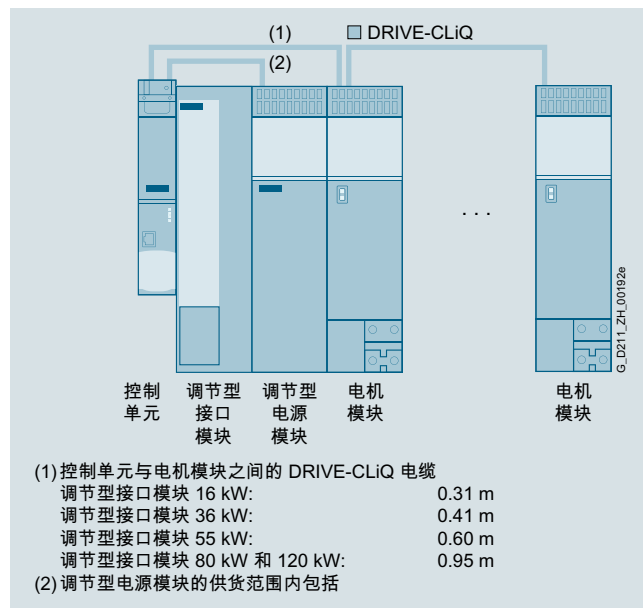 (1)
DRIVE-CLiQ
(2)
. . .
G_D211_ZH_00192e
控制
单元
调节型
接口
模块
调节型
电源
模块
电机
模块
电机
模块
(1) 控制单元与电机模块之间的 DRIVE-CLiQ 电缆
调节型接口模块 16 kW: 0.31 m
调节型接口模块 36 kW: 0.41 m
调节型接口模块 55 kW: 0.60 m
调节型接口模块 80 kW 和 120 kW: 0.95 m
(2) 调节型电源模块的供货范围内包括